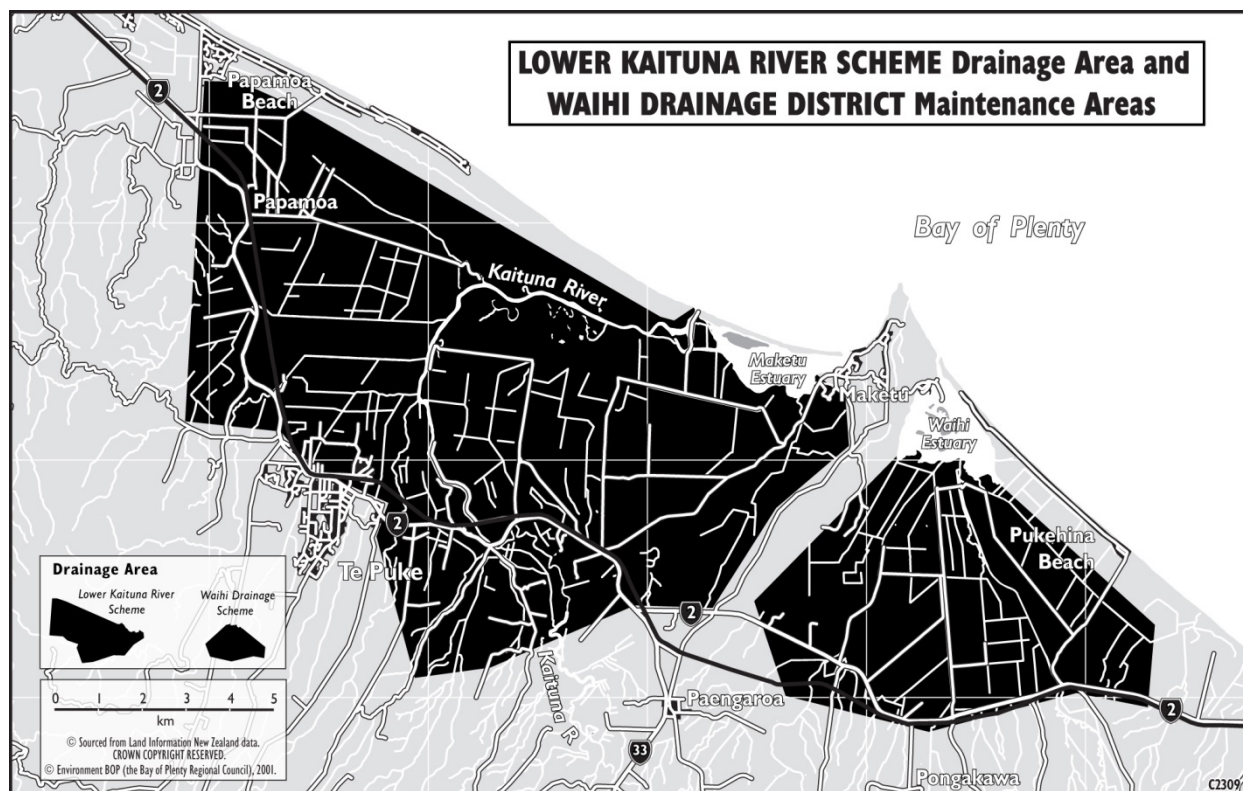 LOWER KAITUNA RIVER SCHEME Drainage Area and
WAIHI DRAINAGE DISTRICT Maintenance Areas
2
Papamoa
Beach
Papamoa
Bay of Plenty
Kaituna River
Maketu
Estuary
Maketu
Waihi
Estuary
Pukehina
Beach
2
Te Puke
2
Kaituna R.
Paengaroa
2
33
Pongakawa
Drainage Area
Lower Kaituna River
Scheme
Waihi Drainage
Scheme
0 1 2 3 4 5
km
© Sourced from Land Information New Zealand data.
CROWN COPYRIGHT RESERVED.
© Environment BOP (the Bay of Plenty Regional Council), 2001.
C2309